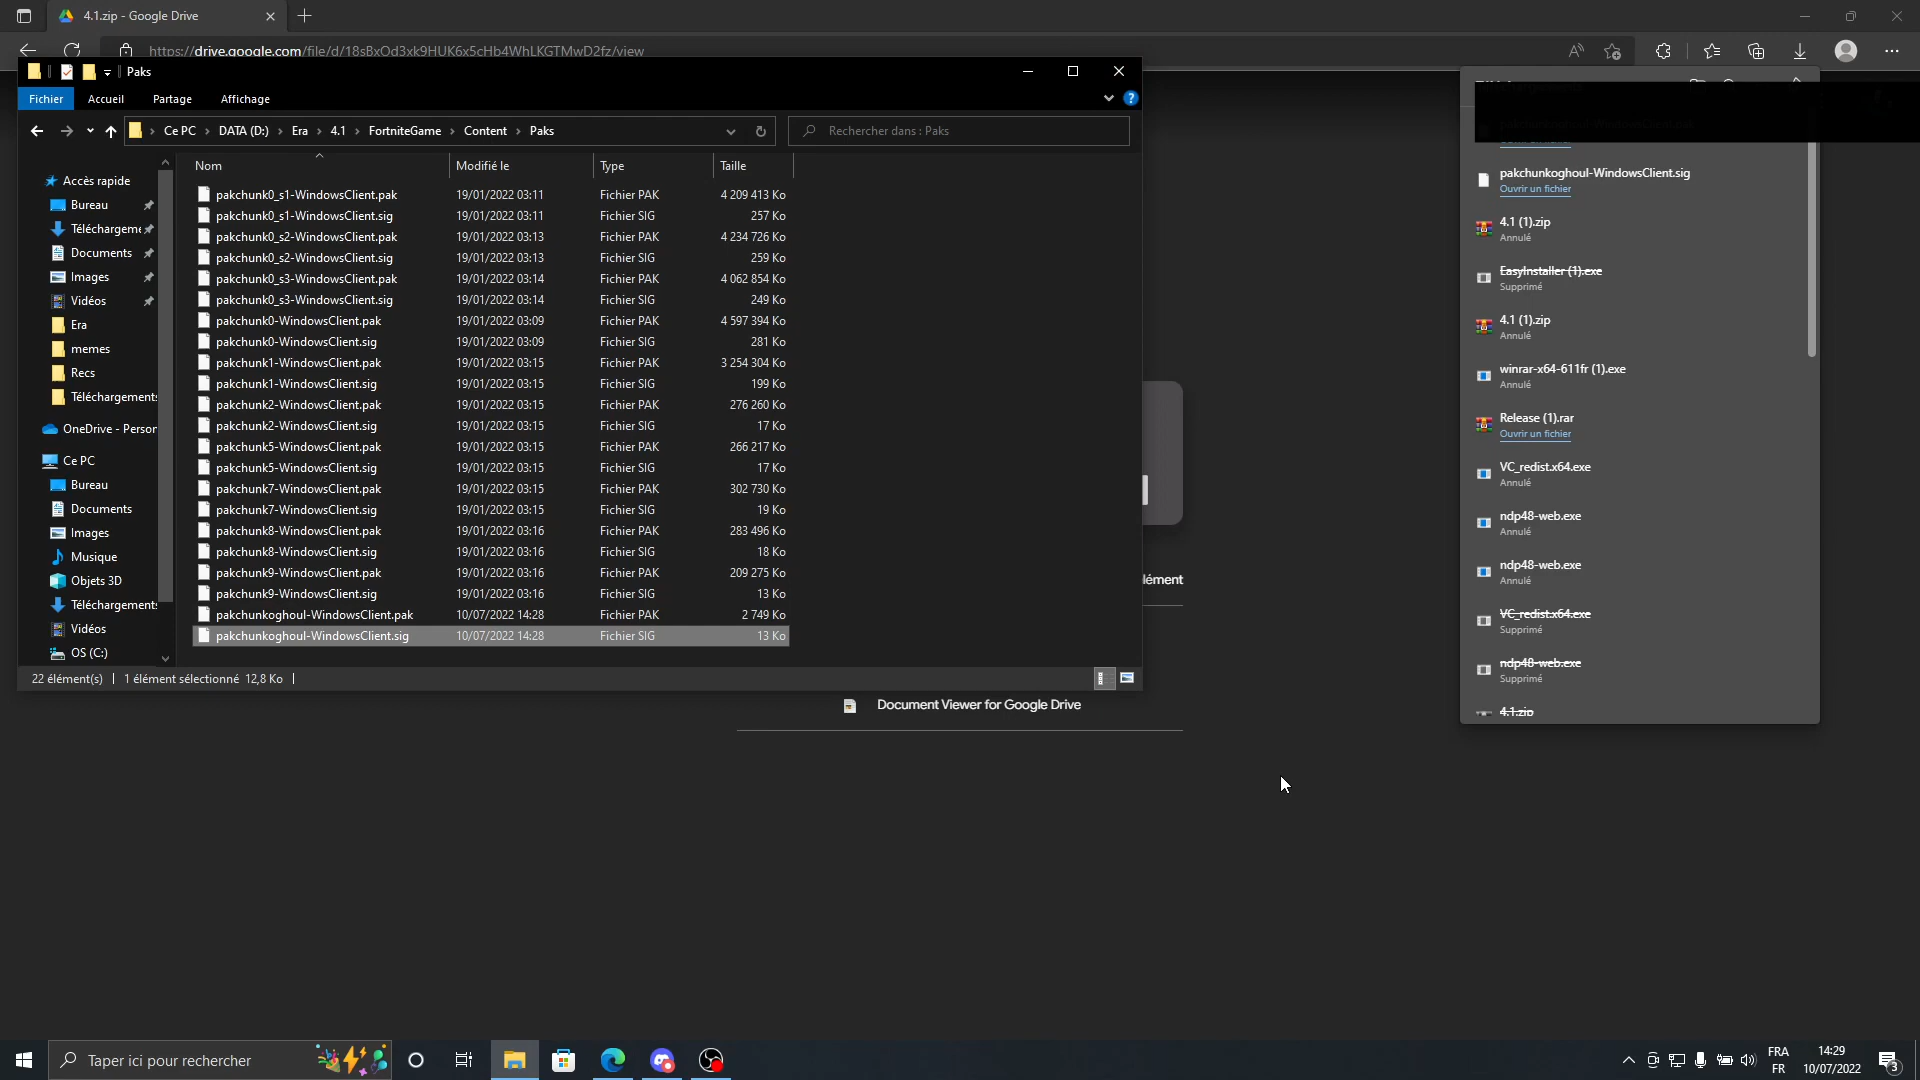 4.1.zip - Google Drive
https://drive.google.com/file/d/18sBxOd3xk9HUK6x5cHb4WhLKGTMwD2fz/view
Paks
Fichier Accueil Partage Affichage
Ce PC DATA (D:) Era 4.1 FortniteGame Content Paks
Rechercher dans : Paks
Accès rapide
Bureau
Téléchargeme
Documents
Images
Vidéos
Era
memes
Recs
Téléchargements
OneDrive - Person
Ce PC
Bureau
Documents
Images
Musique
Objets 3D
Téléchargements
Vidéos
OS (C:)
Nom Modifié le Type Taille
pakchunk0_s1-WindowsClient.pak 19/01/2022 03:11 Fichier PAK 4 209 413 Ko
pakchunk0_s1-WindowsClient.sig 19/01/2022 03:11 Fichier SIG 257 Ko
pakchunk0_s2-WindowsClient.pak 19/01/2022 03:13 Fichier PAK 4 234 726 Ko
pakchunk0_s2-WindowsClient.sig 19/01/2022 03:13 Fichier SIG 259 Ko
pakchunk0_s3-WindowsClient.pak 19/01/2022 03:14 Fichier PAK 4 062 854 Ko
pakchunk0_s3-WindowsClient.sig 19/01/2022 03:14 Fichier SIG 249 Ko
pakchunk0-WindowsClient.pak 19/01/2022 03:09 Fichier PAK 4 597 394 Ko
pakchunk0-WindowsClient.sig 19/01/2022 03:09 Fichier SIG 281 Ko
pakchunk1-WindowsClient.pak 19/01/2022 03:15 Fichier PAK 3 254 304 Ko
pakchunk1-WindowsClient.sig 19/01/2022 03:15 Fichier SIG 199 Ko
pakchunk2-WindowsClient.pak 19/01/2022 03:15 Fichier PAK 276 260 Ko
pakchunk2-WindowsClient.sig 19/01/2022 03:15 Fichier SIG 17 Ko
pakchunk5-WindowsClient.pak 19/01/2022 03:15 Fichier PAK 266 217 Ko
pakchunk5-WindowsClient.sig 19/01/2022 03:15 Fichier SIG 17 Ko
pakchunk7-WindowsClient.pak 19/01/2022 03:15 Fichier PAK 302 730 Ko
pakchunk7-WindowsClient.sig 19/01/2022 03:15 Fichier SIG 19 Ko
pakchunk8-WindowsClient.pak 19/01/2022 03:16 Fichier PAK 283 496 Ko
pakchunk8-WindowsClient.sig 19/01/2022 03:16 Fichier SIG 18 Ko
pakchunk9-WindowsClient.pak 19/01/2022 03:16 Fichier PAK 209 275 Ko
pakchunk9-WindowsClient.sig 19/01/2022 03:16 Fichier SIG 13 Ko
pakchunkoghoul-WindowsClient.pak 10/07/2022 14:28 Fichier PAK 2 749 Ko
pakchunkoghoul-WindowsClient.sig 10/07/2022 14:28 Fichier SIG 13 Ko
22 élément(s) 1 élément sélectionné 12,8 Ko
lément
Document Viewer for Google Drive
pakchunkoghoul-WindowsClient.sig
Ouvrir un fichier
4.1 (1).zip
Annulé
EasyInstaller (1).exe
Supprimé
4.1 (1).zip
Annulé
winrar-x64-611fr (1).exe
Annulé
Release (1).rar
Ouvrir un fichier
VC_redist.x64.exe
Annulé
ndp48-web.exe
Annulé
ndp48-web.exe
Annulé
VC_redist.x64.exe
Supprimé
ndp48-web.exe
Supprimé
4.1.zip
Taper ici pour rechercher
FRA
FR
14:29
10/07/2022
3